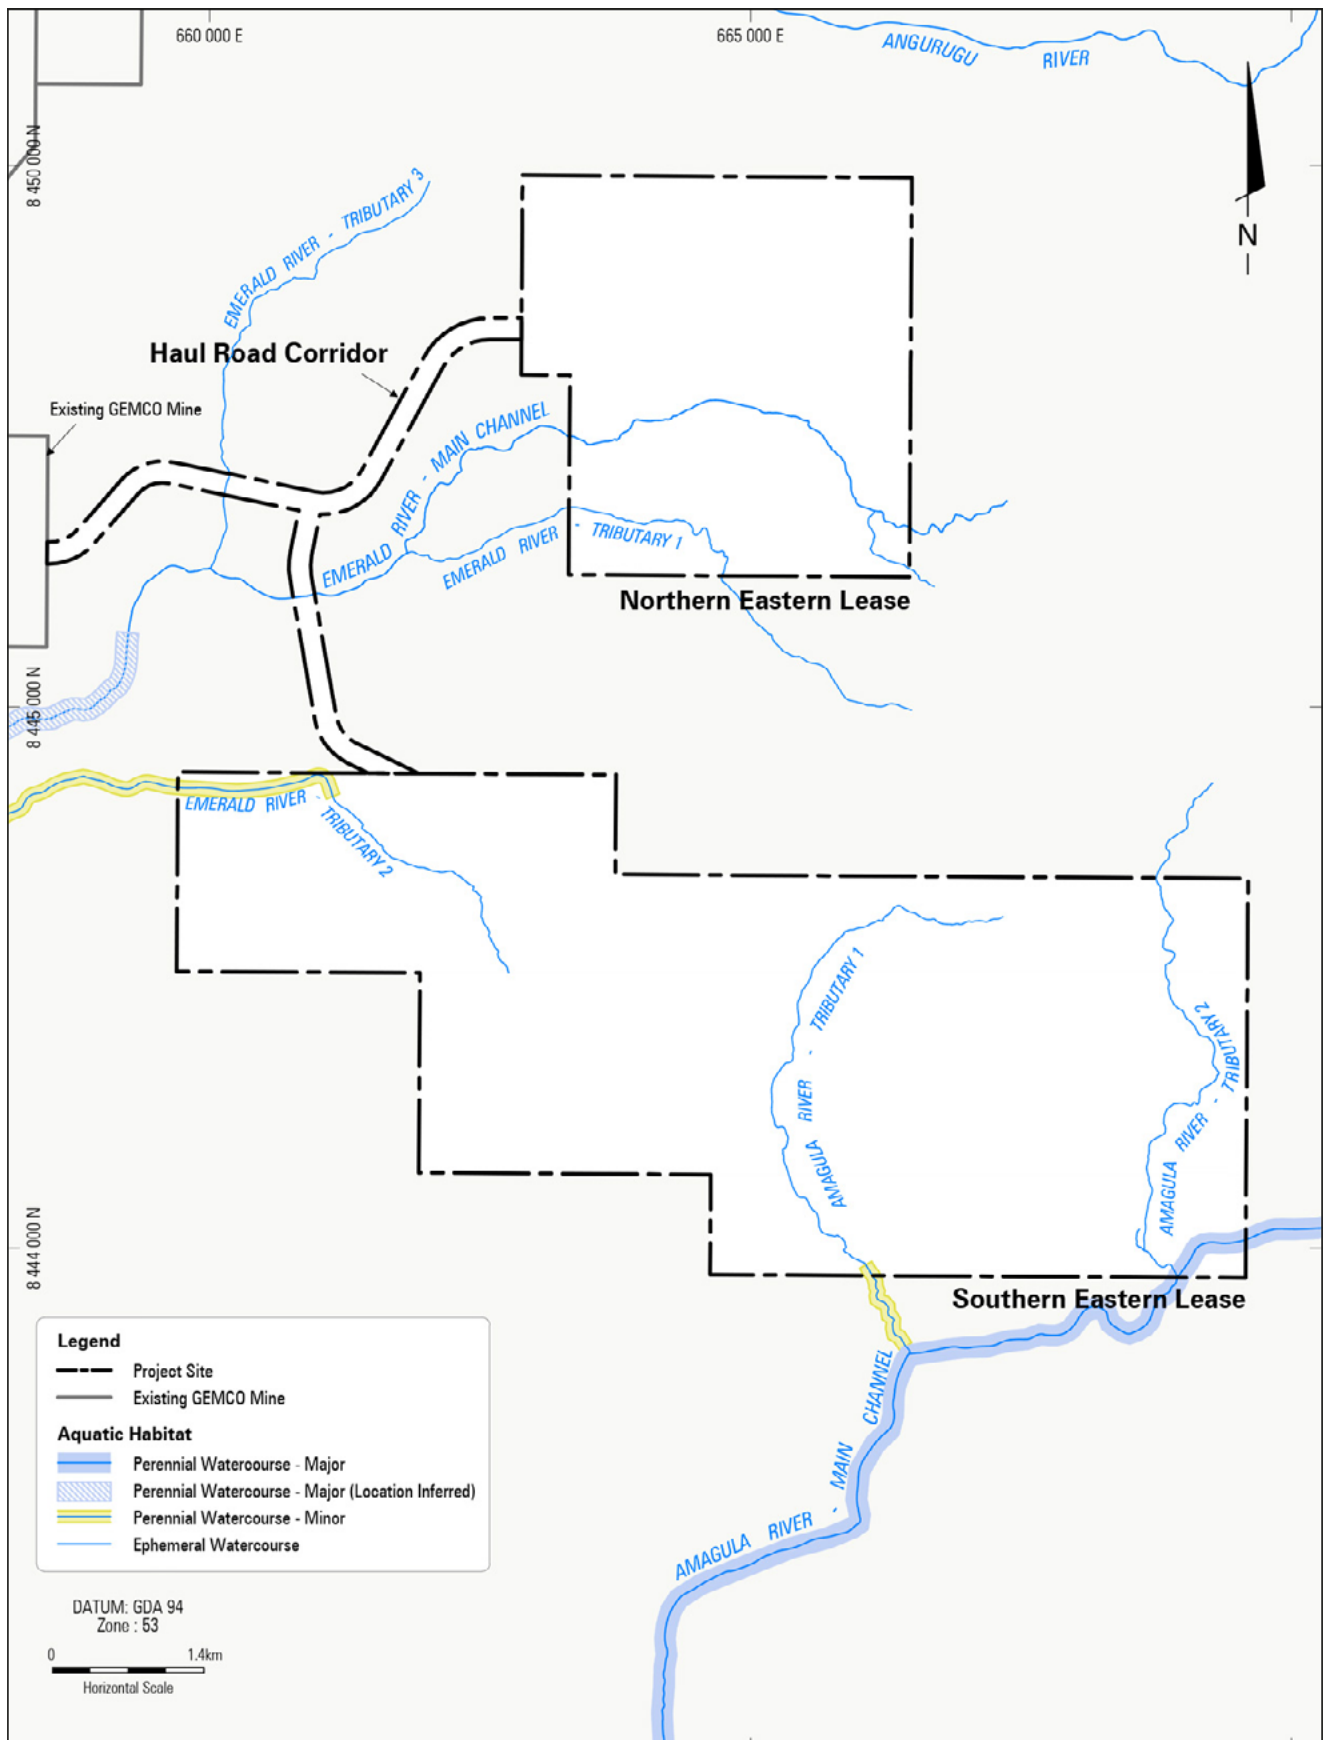 660 000 E
665 000 E
ANGURUGU RIVER
8 450 000 N
N
EMERALD RIVER - TRIBUTARY 3
Haul Road Corridor
Existing GEMCO Mine
EMERALD RIVER - MAIN CHANNEL
EMERALD RIVER - TRIBUTARY 1
Northern Eastern Lease
8 445 000 N
EMERALD RIVER - TRIBUTARY 2
AMAGULA RIVER - TRIBUTARY 1
AMAGULA RIVER - TRIBUTARY 2
8 444 000 N
Southern Eastern Lease
AMAGULA RIVER - MAIN CHANNEL
Legend
Project Site
Existing GEMCO Mine
Aquatic Habitat
Perennial Watercourse - Major
Perennial Watercourse - Major (Location Inferred)
Perennial Watercourse - Minor
Ephemeral Watercourse
DATUM: GDA 94
Zone : 53
0 1.4km
Horizontal Scale